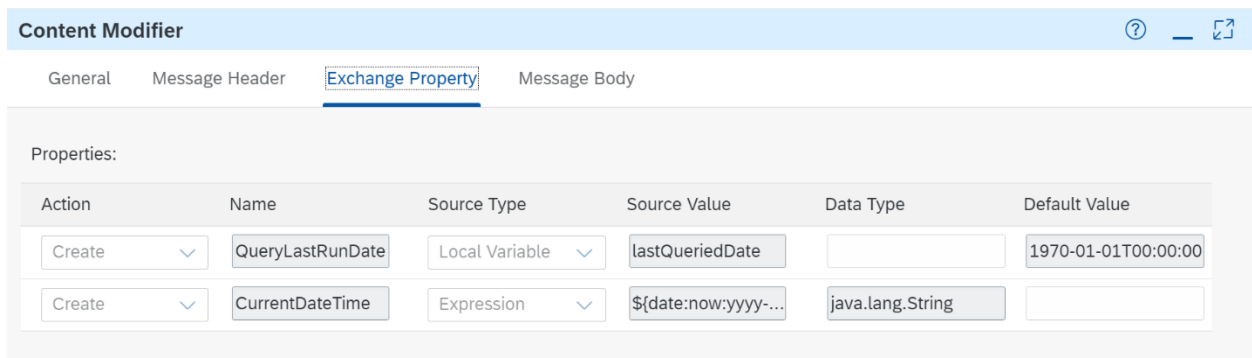 Content Modifier
General Message Header Exchange Property Message Body
Properties:
Action Name Source Type Source Value Data Type Default Value
Create QueryLastRunDate Local Variable lastQueriedDate 1970-01-01T00:00:00
Create CurrentDateTime Expression ${date:now:yyyy-... java.lang.String